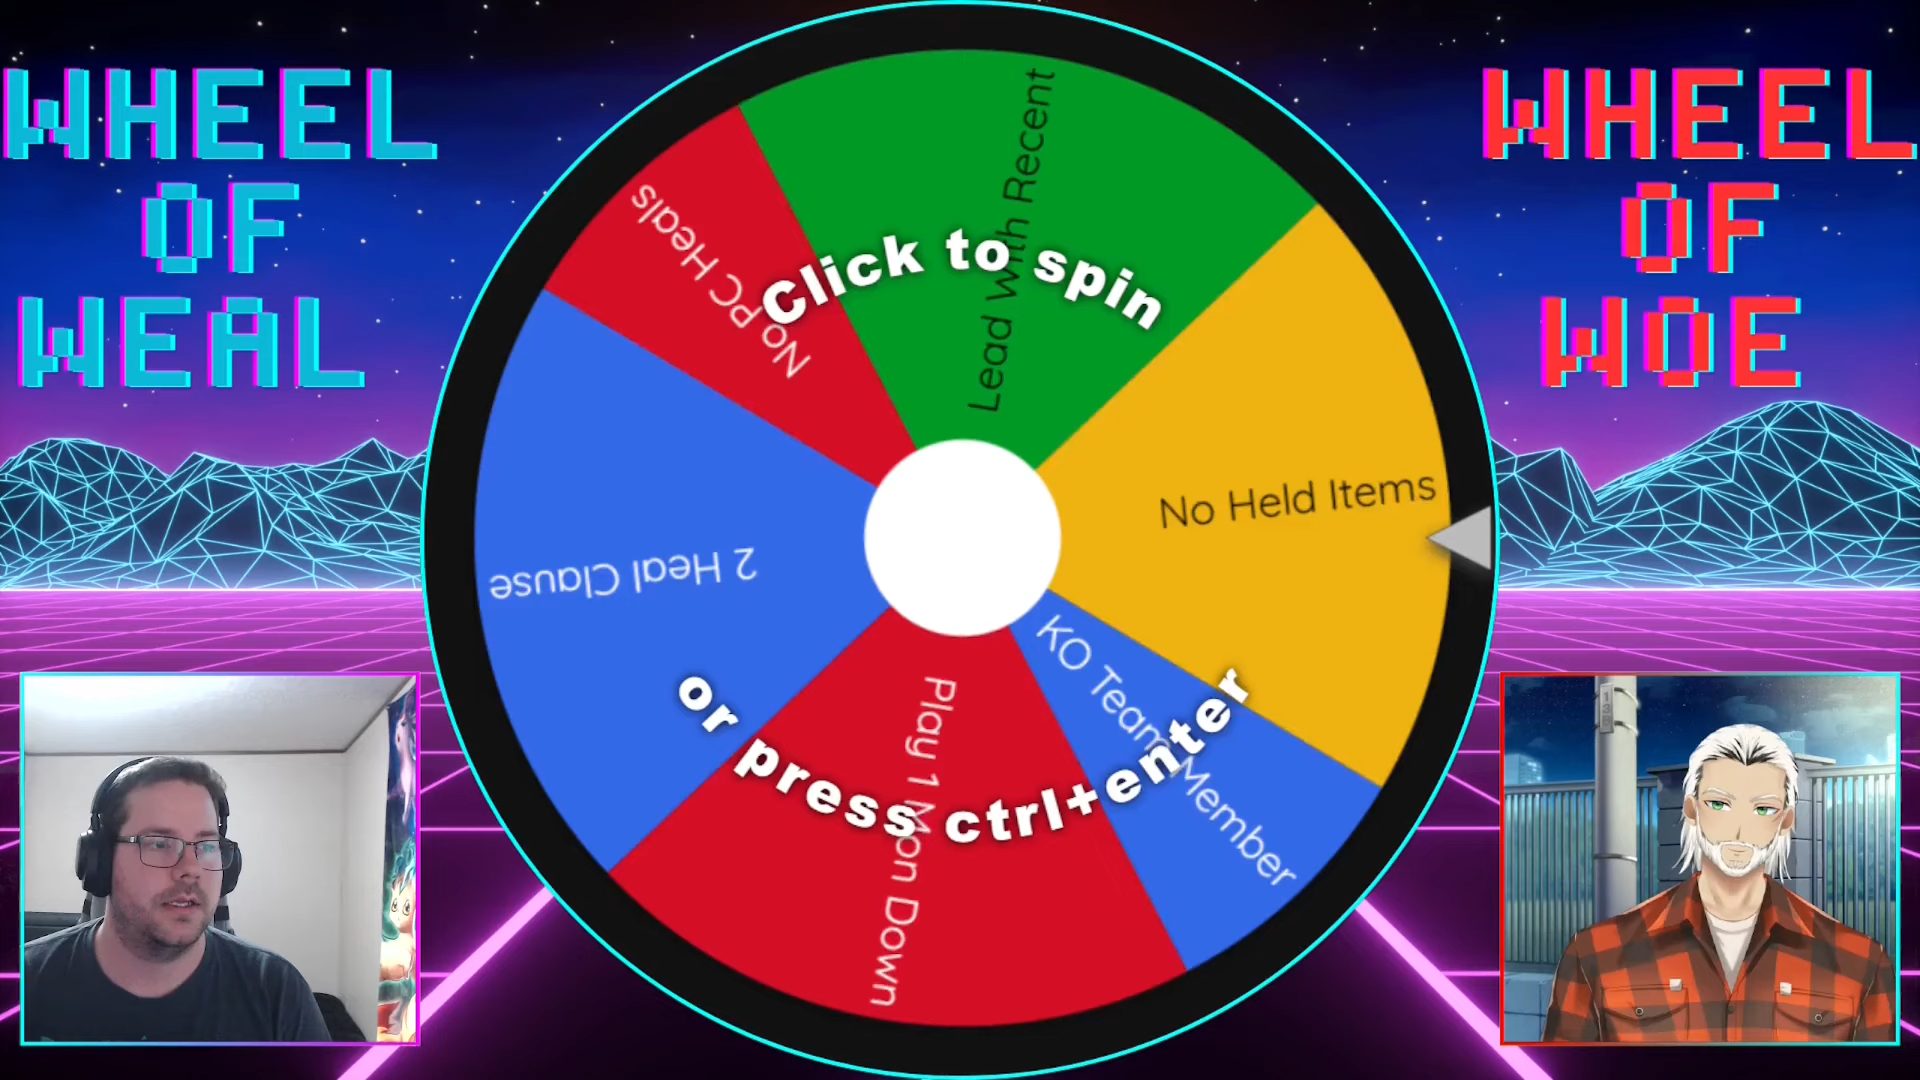 WHEEL
OF
WEAL
WHEEL
OF
WOE
Click to spin
or press ctrl+enter
Lead With Recent
No Held Items
KO Team Member
Play 1 Mon Down
2 Heal Clause
No PC Heals
138